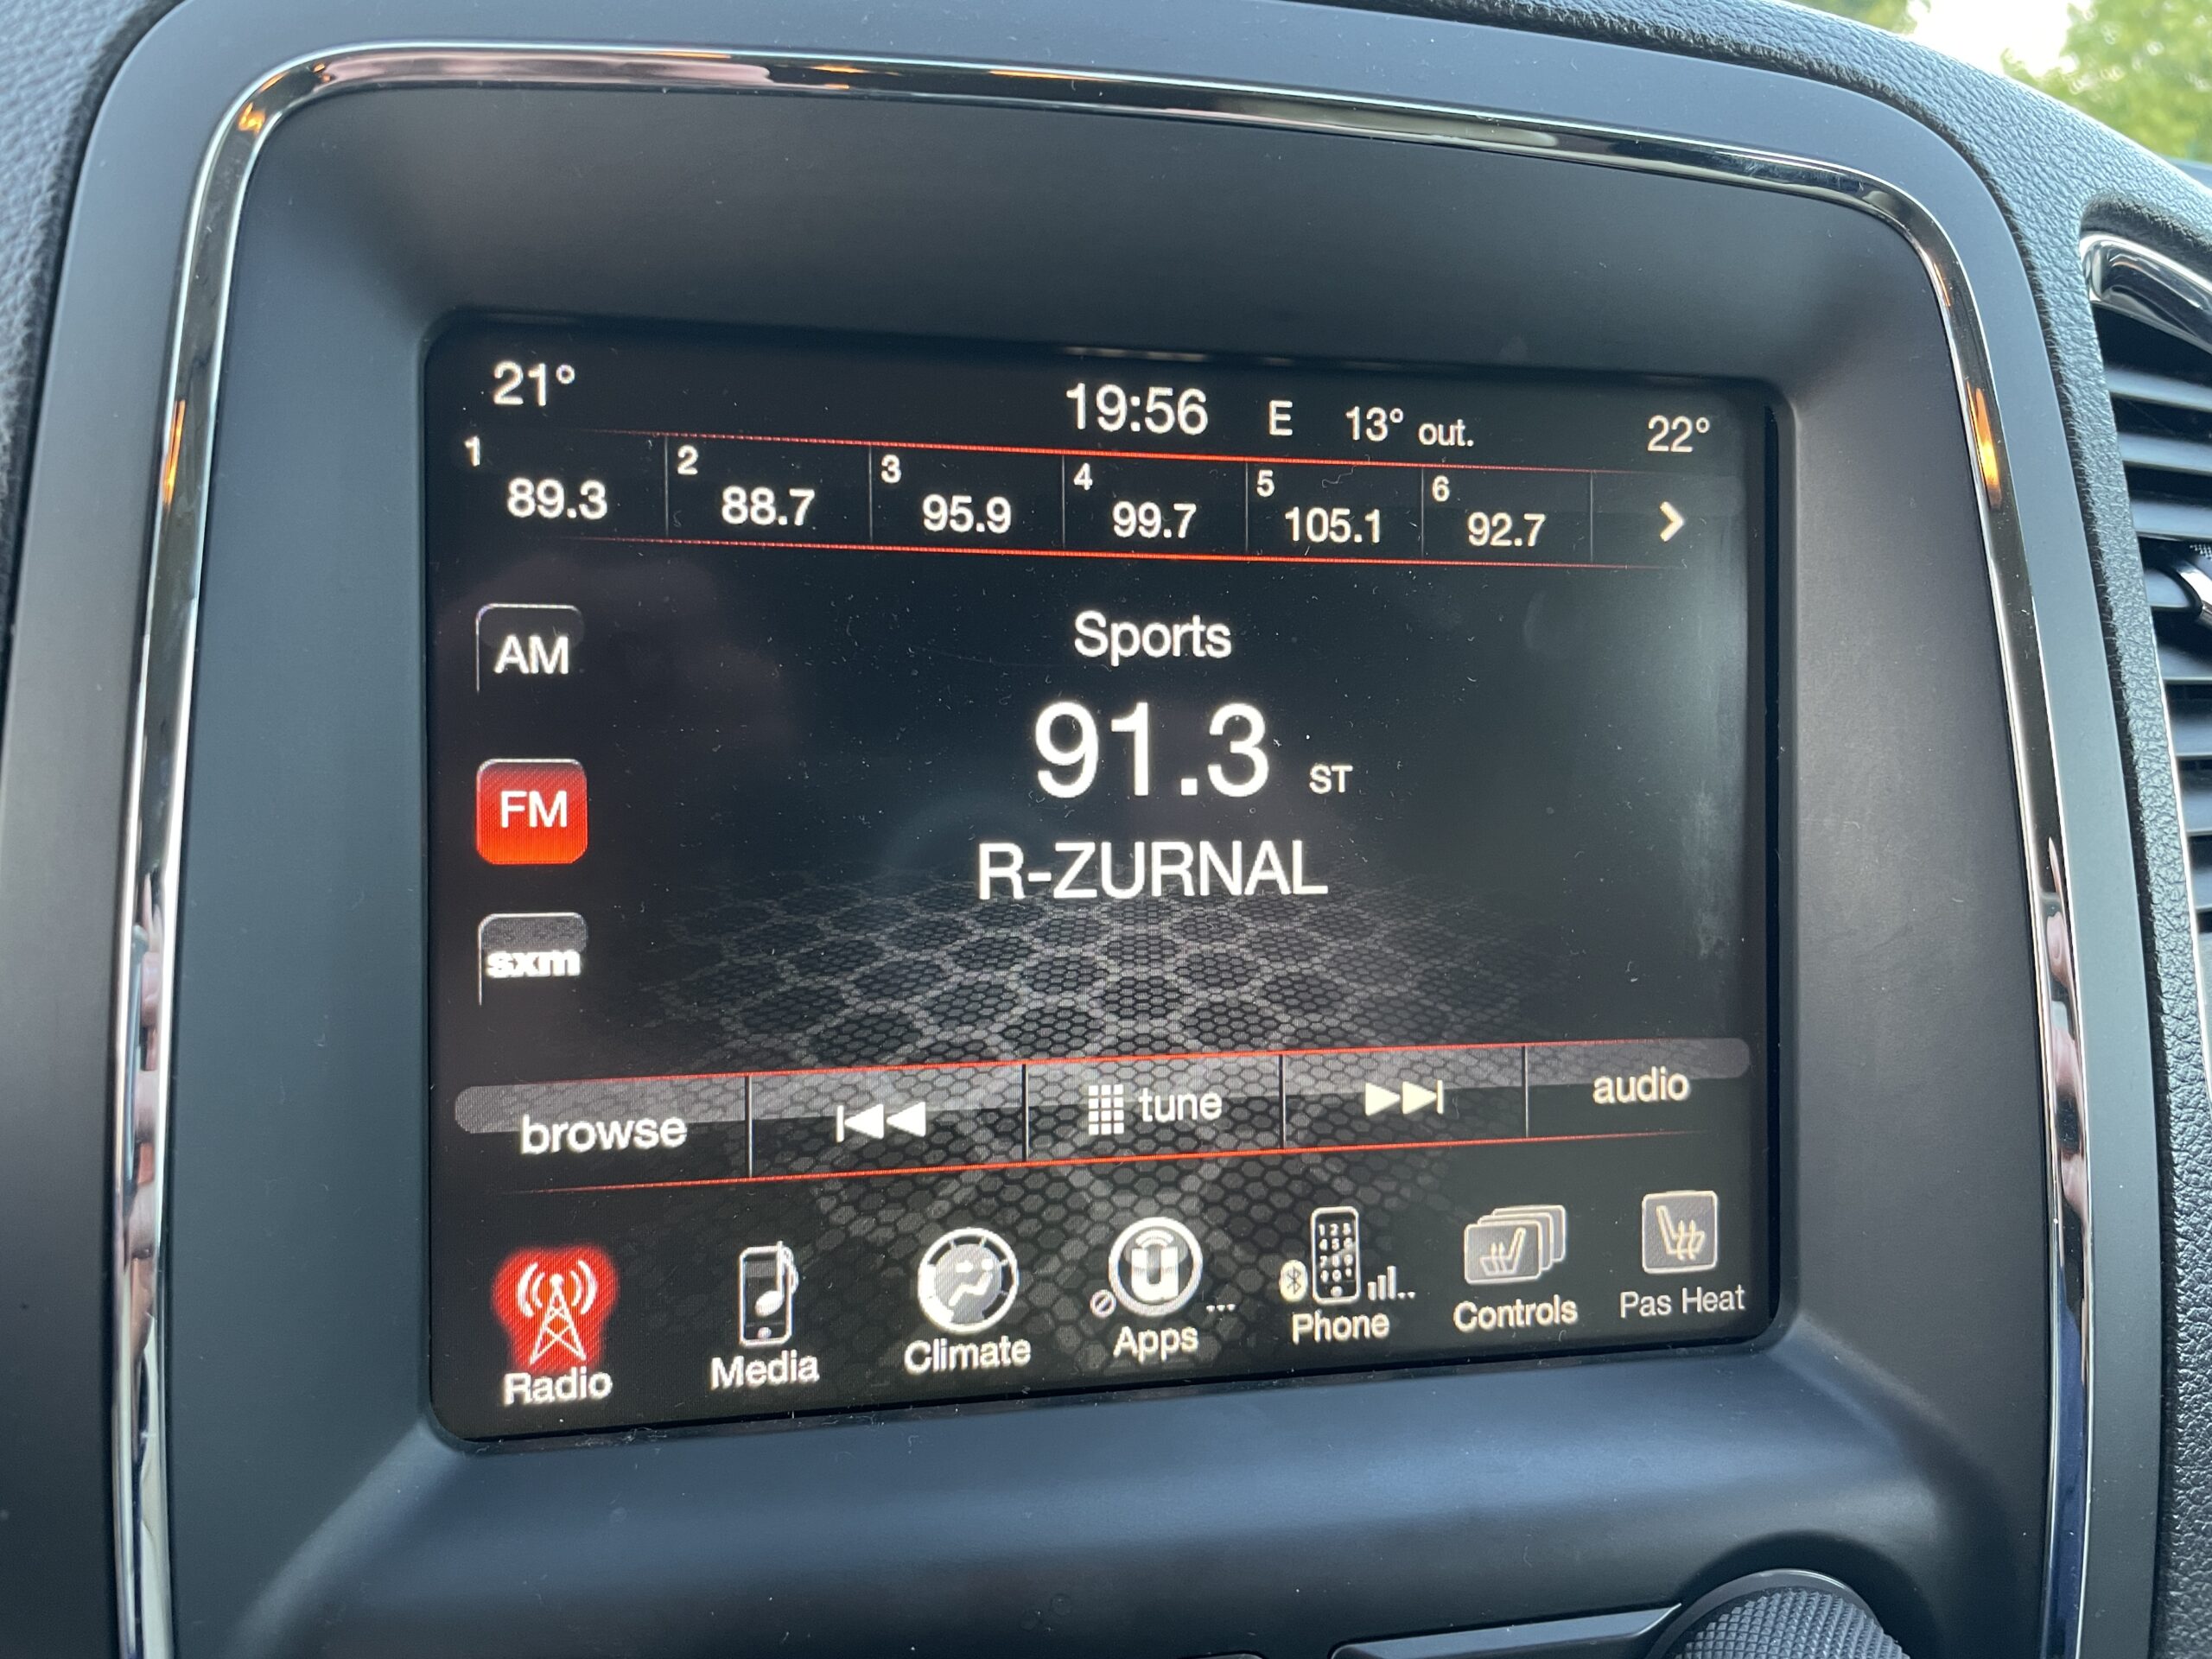 21° 19:56 E 13° out. 22°
1 2 3 4 5 6
89.3 88.7 95.9 99.7 105.1 92.7
Sports
AM
91.3 ST
FM
R-ZURNAL
sxm
browse tune audio
Radio Media Climate Apps ... Phone Controls Pas Heat